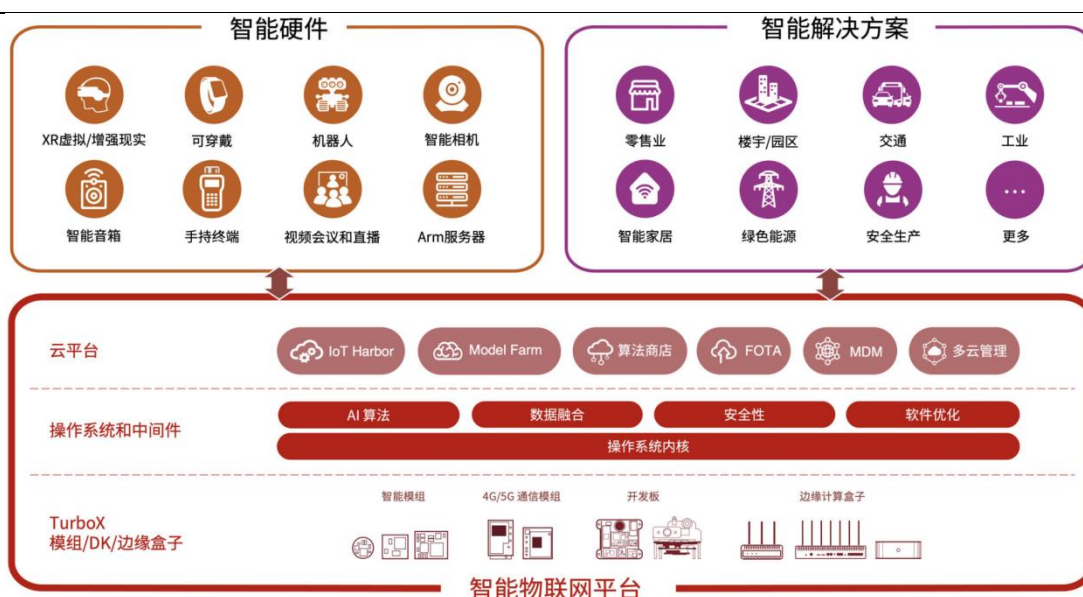 智能硬件
XR虚拟/增强现实
可穿戴
机器人
智能相机
智能音箱
手持终端
视频会议和直播
Arm服务器
智能解决方案
零售业
楼宇/园区
交通
工业
智能家居
绿色能源
安全生产
更多
云平台
IoT Harbor
Model Farm
算法商店
FOTA
MDM
多云管理
操作系统和中间件
AI 算法
数据融合
安全性
软件优化
操作系统内核
TurboX
模组/DK/边缘盒子
智能模组
4G/5G 通信模组
开发板
边缘计算盒子
智能物联网平台